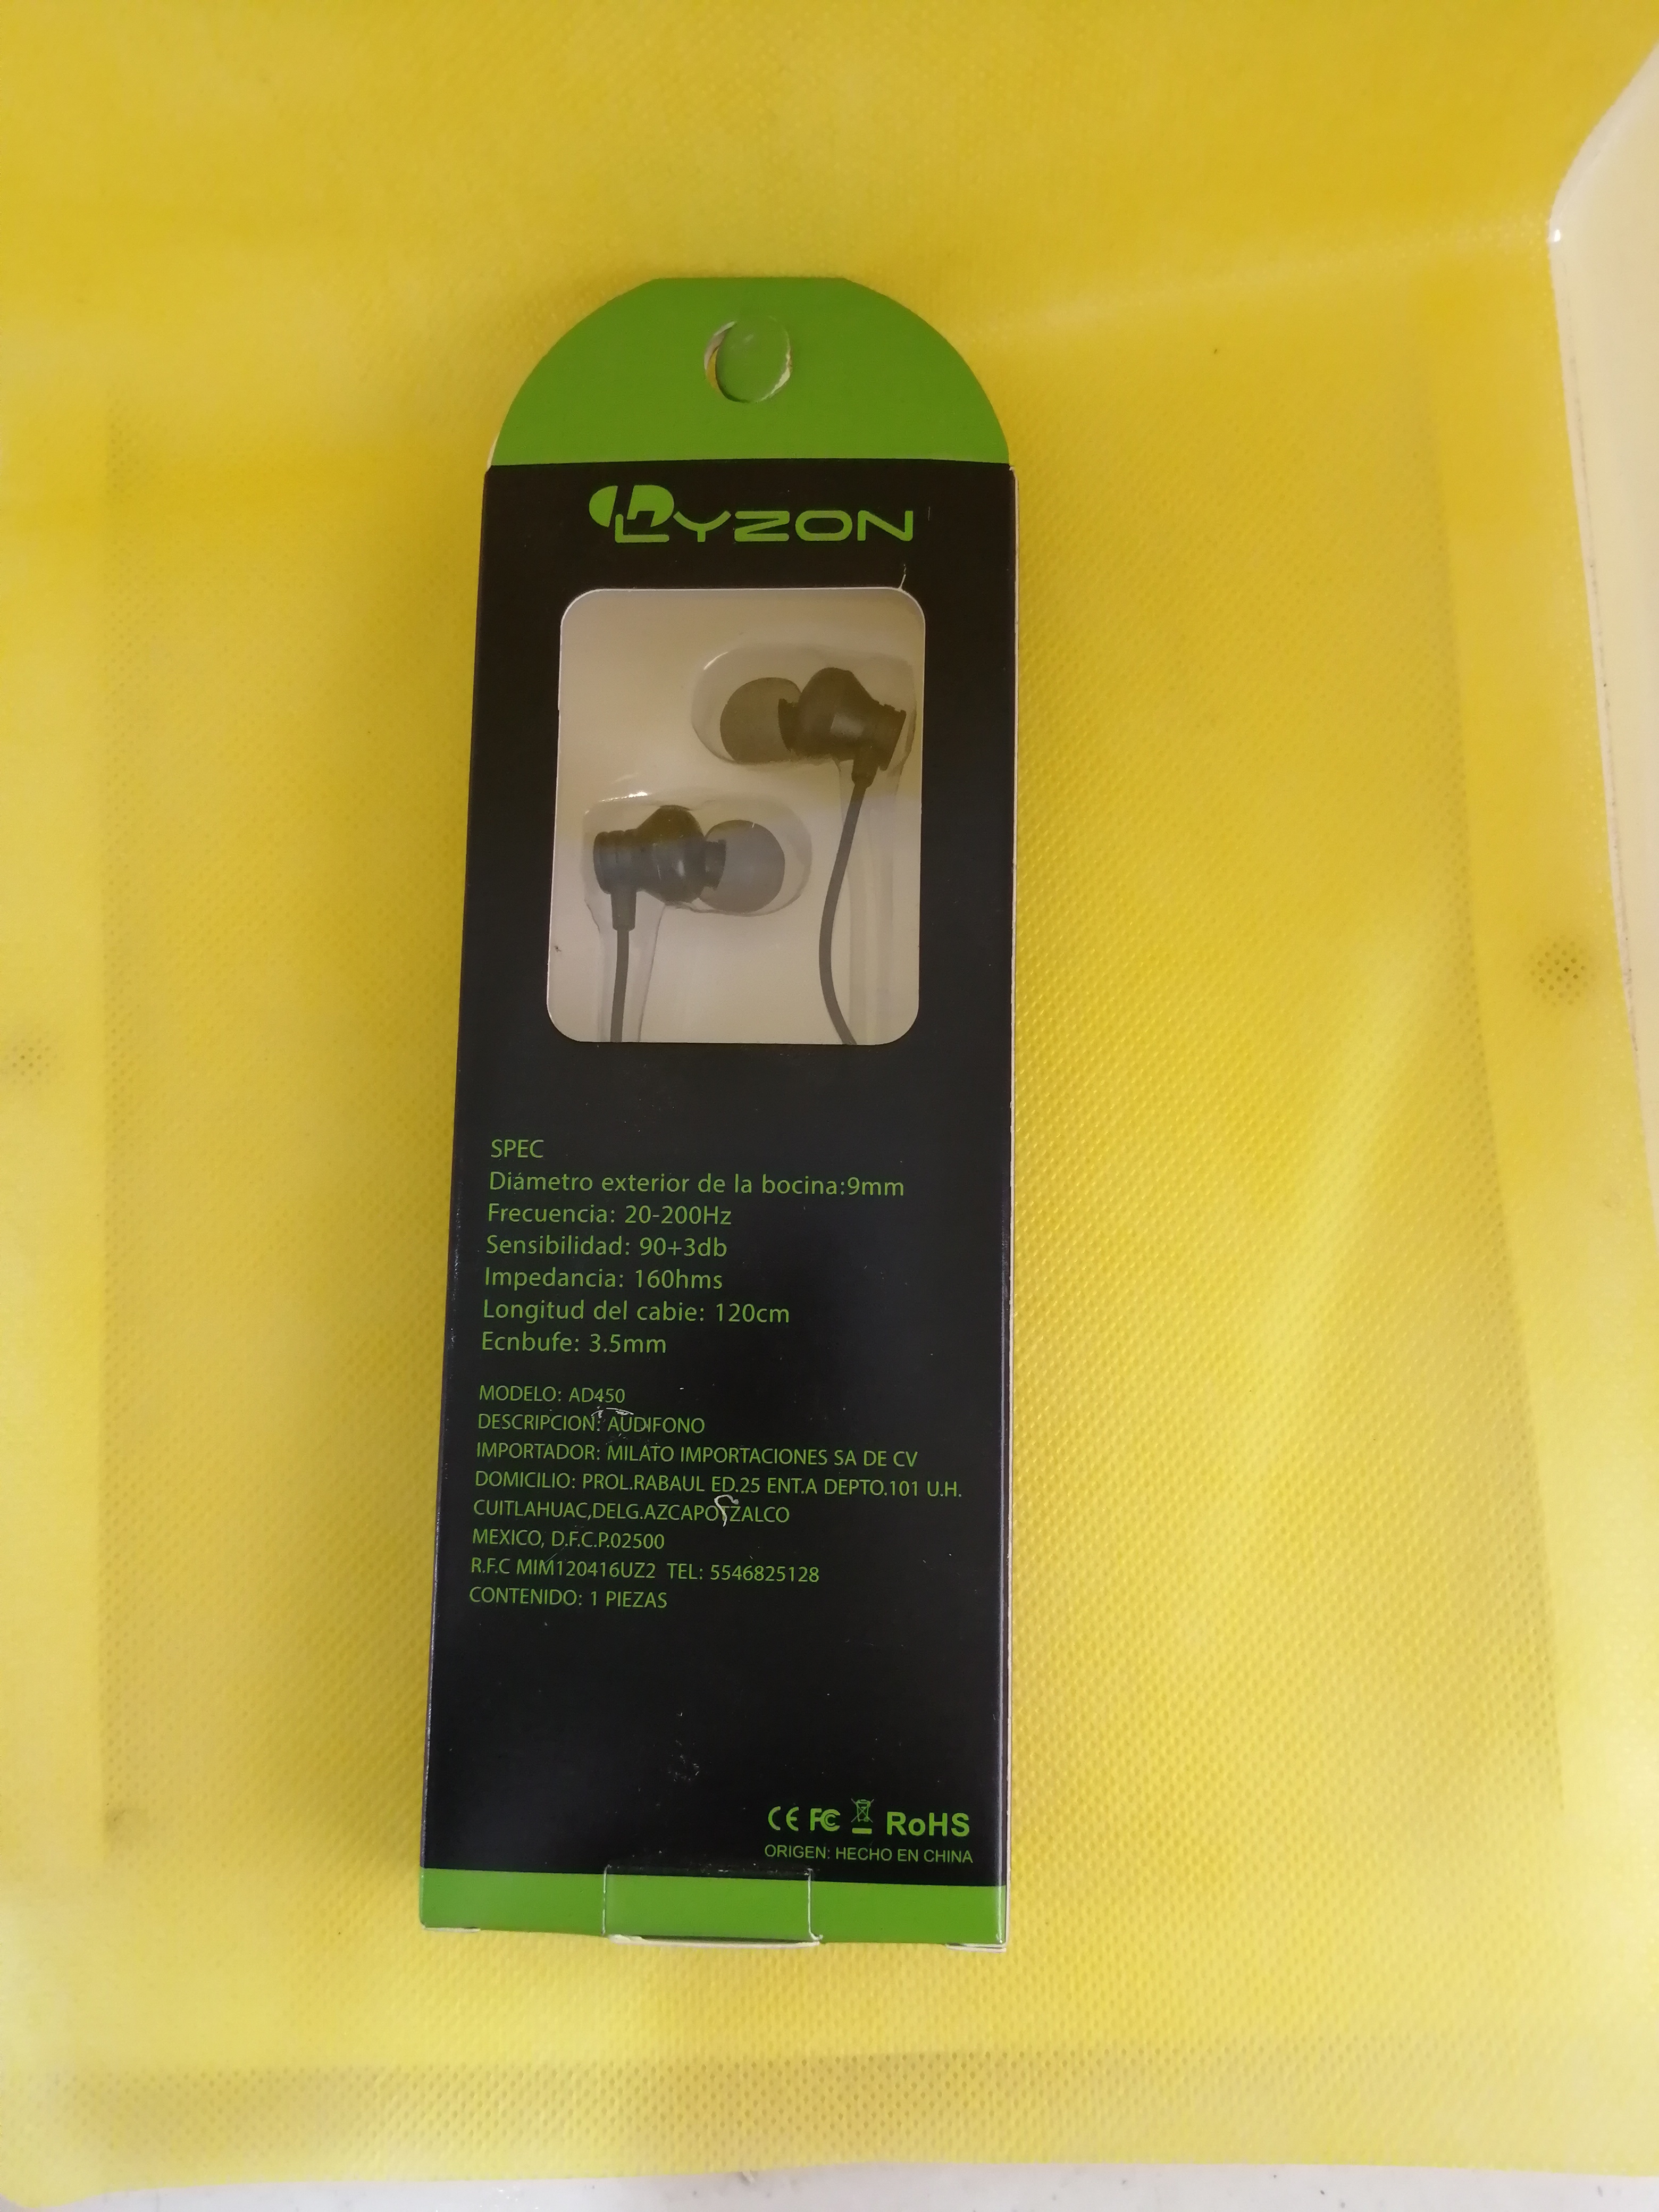 LYZON
SPEC
Diámetro exterior de la bocina:9mm
Frecuencia: 20-200Hz
Sensibilidad: 90+3db
Impedancia: 160hms
Longitud del cabie: 120cm
Ecnbufe: 3.5mm
MODELO: AD450
DESCRIPCION: AUDIFONO
IMPORTADOR: MILATO IMPORTACIONES SA DE CV
DOMICILIO: PROL.RABAUL ED.25 ENT.A DEPTO.101 U.H.
CUITLAHUAC,DELG.AZCAPOTZALCO
MEXICO, D.F.C.P.02500
R.F.C MIM120416UZ2 TEL: 5546825128
CONTENIDO: 1 PIEZAS
CE FC RoHS
ORIGEN: HECHO EN CHINA